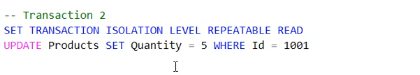 -- Transaction 2
SET TRANSACTION ISOLATION LEVEL REPEATABLE READ
UPDATE Products SET Quantity = 5 WHERE Id = 1001